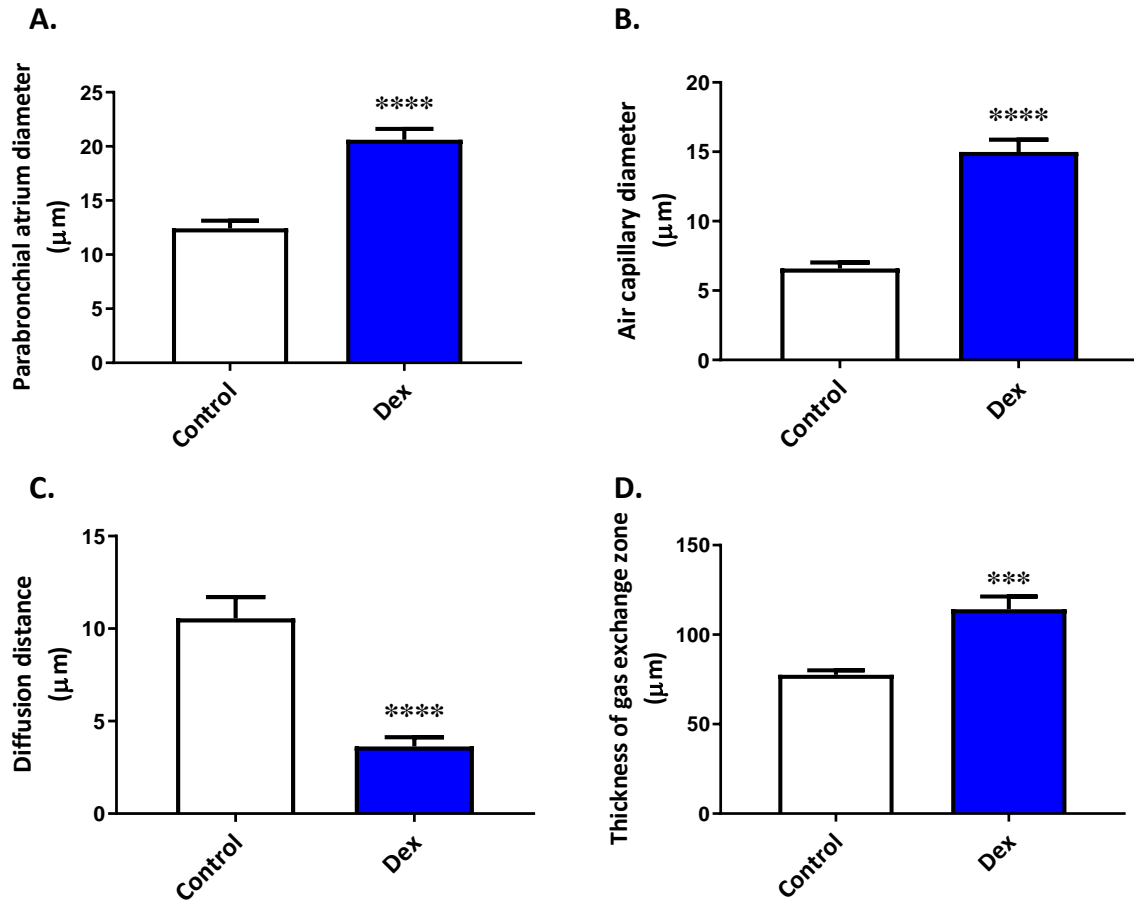 A.
Parabronchial atrium diameter
(μm)
25
20
15
10
5
0
****
Control
Dex
B.
Air capillary diameter
(μm)
20
15
10
5
0
****
Control
Dex
C.
Diffusion distance
(μm)
15
10
5
0
****
Control
Dex
D.
Thickness of gas exchange zone
(μm)
150
100
50
0
***
Control
Dex